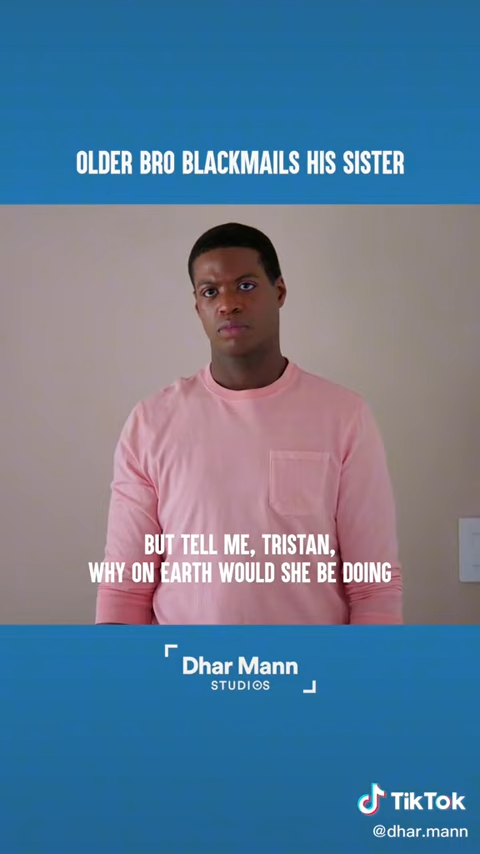 OLDER BRO BLACKMAILS HIS SISTER
BUT TELL ME, TRISTAN,
WHY ON EARTH WOULD SHE BE DOING
Dhar Mann
STUDIOS
TikTok
@dhar.mann